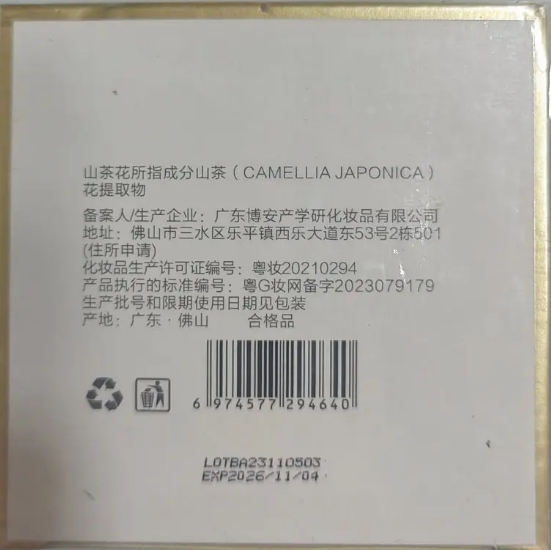 山茶花所指成分山茶（CAMELLIA JAPONICA）
花提取物
备案人/生产企业：广东博安产学研化妆品有限公司
地址：佛山市三水区乐平镇西乐大道东53号2栋501
(住所申请)
化妆品生产许可证编号：粤妆20210294
产品执行的标准编号：粤G妆网备字2023079179
生产批号和限期使用日期见包装
产地：广东·佛山 合格品
6 974577 294640
LOTBA23110503
EXP2026/11/04